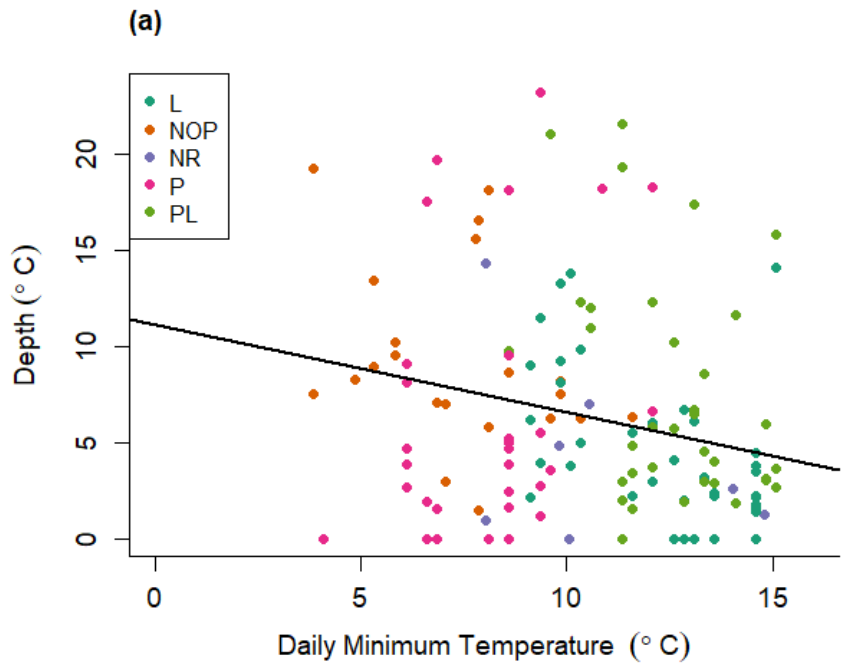 (a)
L
NOP
NR
P
PL
Depth (° C)
20
15
10
5
0
0 5 10 15
Daily Minimum Temperature (° C)